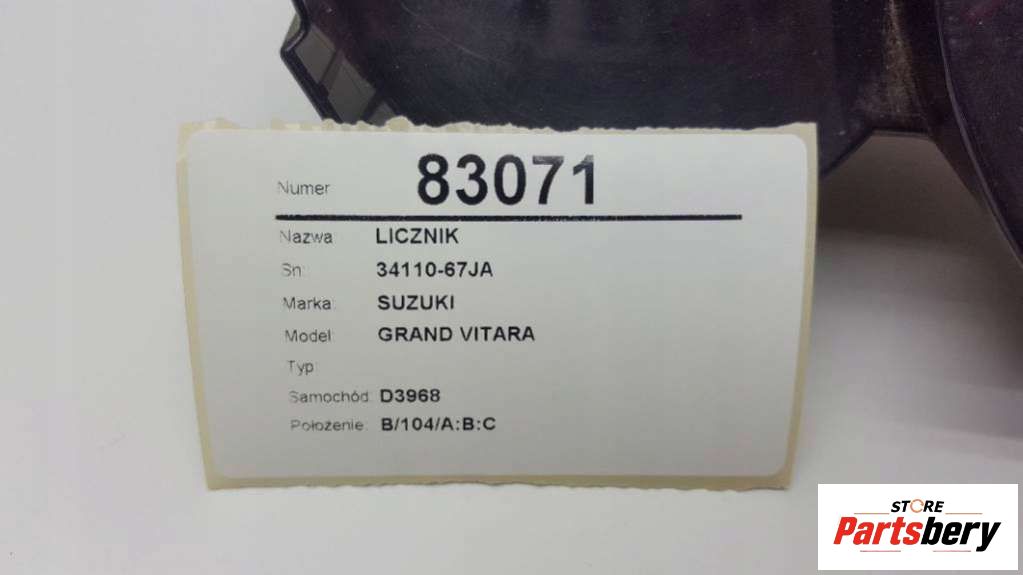 Numer 83071
Nazwa: LICZNIK
Sn: 34110-67JA
Marka: SUZUKI
Model: GRAND VITARA
Typ:
Samochód: D3968
Położenie: B/104/A:B:C
STORE
Partsbery